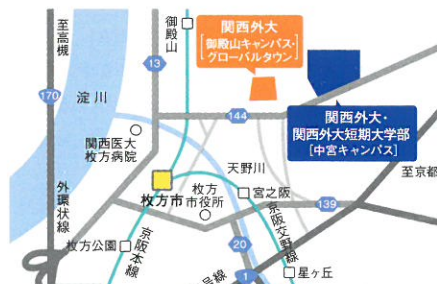 至高槻
御殿山
関西外大
[御殿山キャンパス・
グローバルタウン]
13
淀川
170
144
関西外大・
関西外大短期大学部
[中宮キャンパス]
関西医大
枚方病院
天野川
至京都
外環状線
枚方市
枚方
市役所
宮之阪
139
枚方公園
京阪本線
京阪交野線
20
1
号線
星ヶ丘